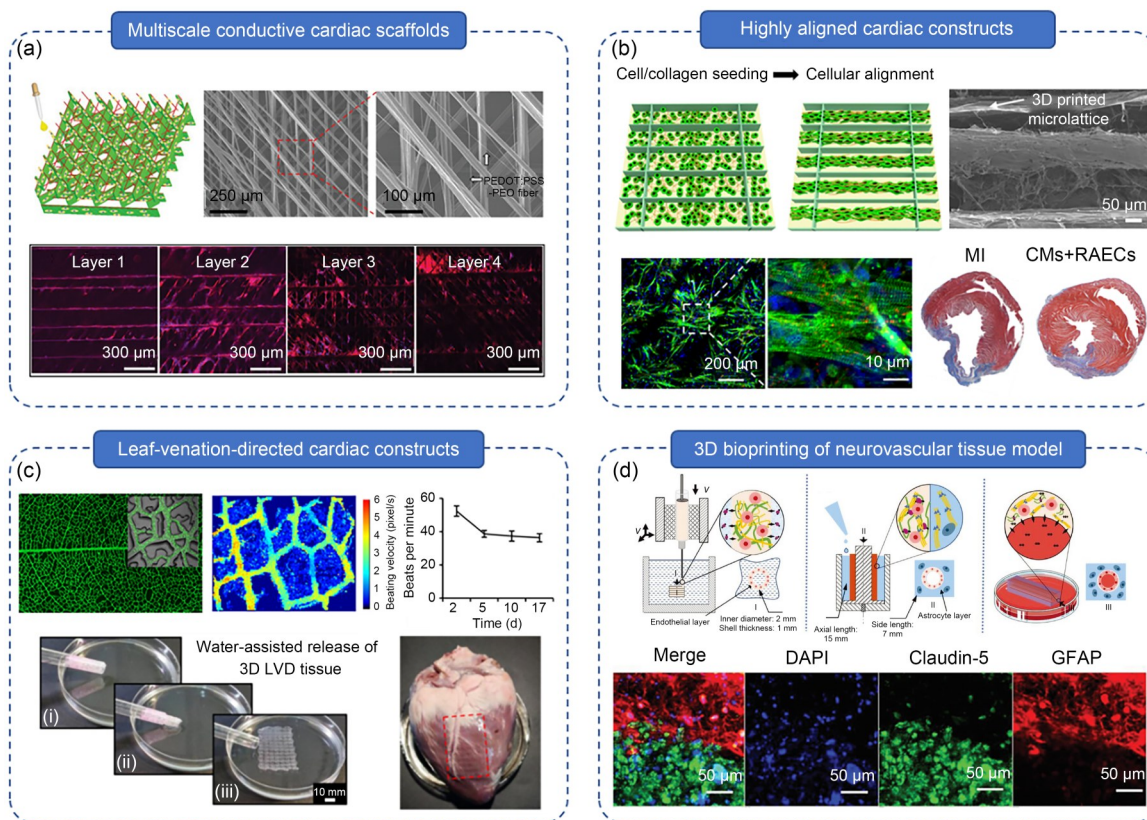 Multiscale conductive cardiac scaffolds
(a)
250 µm
100 µm
PEDOT:PSS
-PEO fiber
Layer 1
Layer 2
Layer 3
Layer 4
300 µm
300 µm
300 µm
300 µm
Highly aligned cardiac constructs
(b)
Cell/collagen seeding
Cellular alignment
3D printed
microlattice
50 µm
200 µm
10 µm
MI
CMs+RAECs
Leaf-venation-directed cardiac constructs
(c)
6
5
4
3
2
1
0
Beating velocity (pixel/s)
Beats per minute
60
40
20
0
2
5
10
17
Time (d)
Water-assisted release of
3D LVD tissue
(i)
(ii)
(iii)
10 mm
3D bioprinting of neurovascular tissue model
(d)
v
v
I
Endothelial layer
I
Inner diameter: 2 mm
Shell thickness: 1 mm
II
Axial length:
15 mm
II
Side length:
7 mm
Astrocyte layer
III
Merge
DAPI
Claudin-5
GFAP
50 µm
50 µm
50 µm
50 µm